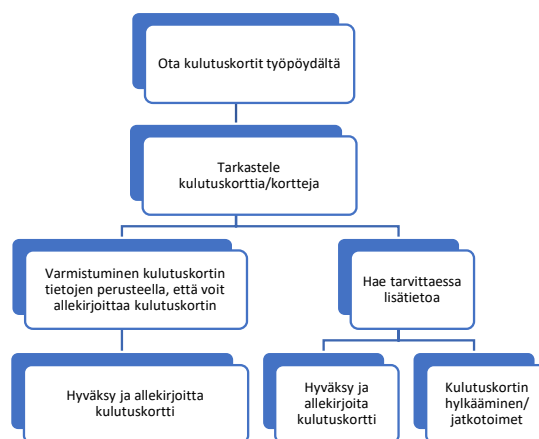 Ota kulutuskortit työpöydältä
Tarkastele
kulutuskorttia/kortteja
Varmistuminen kulutuskortin
tietojen perusteella, että voit
allekirjoittaa kulutuskortin
Hae tarvittaessa
lisätietoa
Hyväksy ja allekirjoitta
kulutuskortti
Hyväksy ja
allekirjoita
kulutuskortti
Kulutuskortin
hylkääminen/
jatkotoimet